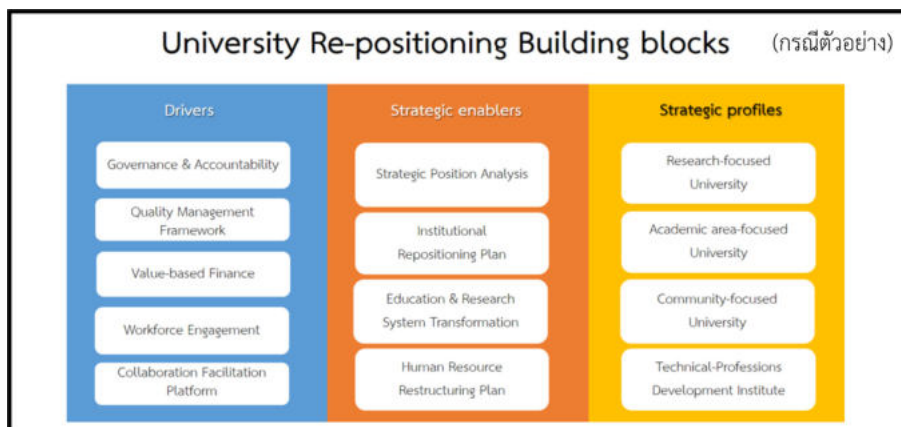 University Re-positioning Building blocks (กรณีตัวอย่าง)
Drivers
Governance & Accountability
Quality Management
Framework
Value-based Finance
Workforce Engagement
Collaboration Facilitation
Platform
Strategic enablers
Strategic Position Analysis
Institutional
Repositioning Plan
Education & Research
System Transformation
Human Resource
Restructuring Plan
Strategic profiles
Research-focused
University
Academic area-focused
University
Community-focused
University
Technical-Professions
Development Institute